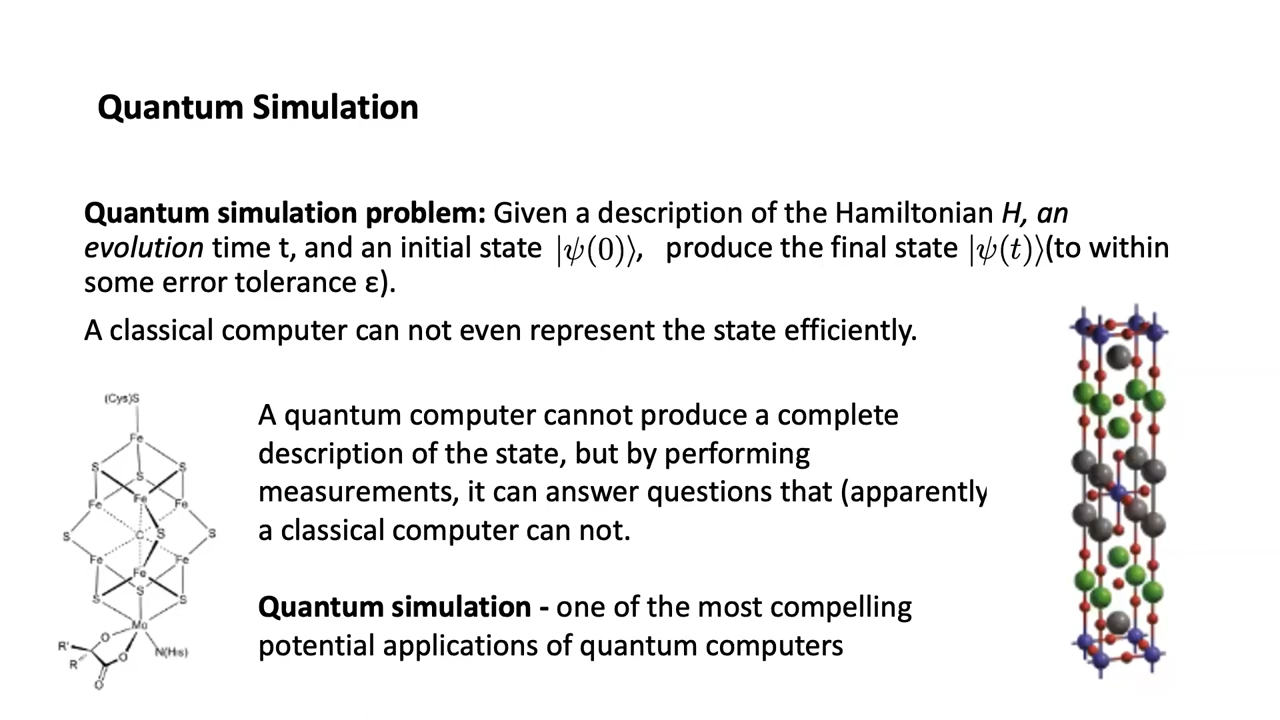 Quantum Simulation
Quantum simulation problem: Given a description of the Hamiltonian H, an
evolution time t, and an initial state |ψ(0)⟩, produce the final state |ψ(t)⟩(to within
some error tolerance ε).
A classical computer can not even represent the state efficiently.
A quantum computer cannot produce a complete
description of the state, but by performing
measurements, it can answer questions that (apparently
a classical computer can not.
Quantum simulation - one of the most compelling
potential applications of quantum computers
(Cys)S
Fe
S S
S
Fe Fe Fe
S C S S
Fe Fe
Fe
S S S
Mo
R' O N(His)
R O
O